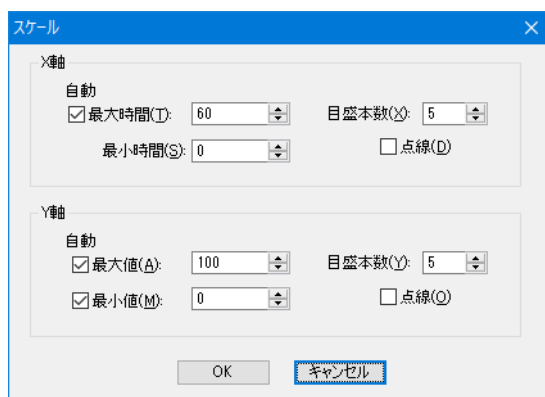 スケール
X軸
自動
最大時間(T): 60 目盛本数(X): 5
最小時間(S): 0 点線(D)
Y軸
自動
最大値(A): 100 目盛本数(Y): 5
最小値(M): 0 点線(O)
OK キャンセル